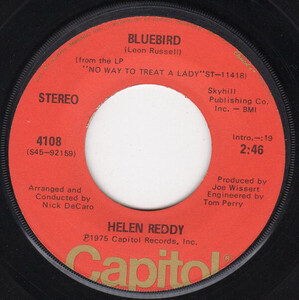 BLUEBIRD
(Leon Russell)
(from the LP
"NO WAY TO TREAT A LADY" ST-11418)
STEREO
Skyhill
Publishing Co.
Inc. - BMI
4108
(S45-92159)
Intro.-:19
2:46
Arranged and
Conducted by
Nick DeCaro
Produced by
Joe Wissert
Engineered by
Tom Perry
HELEN REDDY
℗1975 Capitol Records, Inc.
Capitol